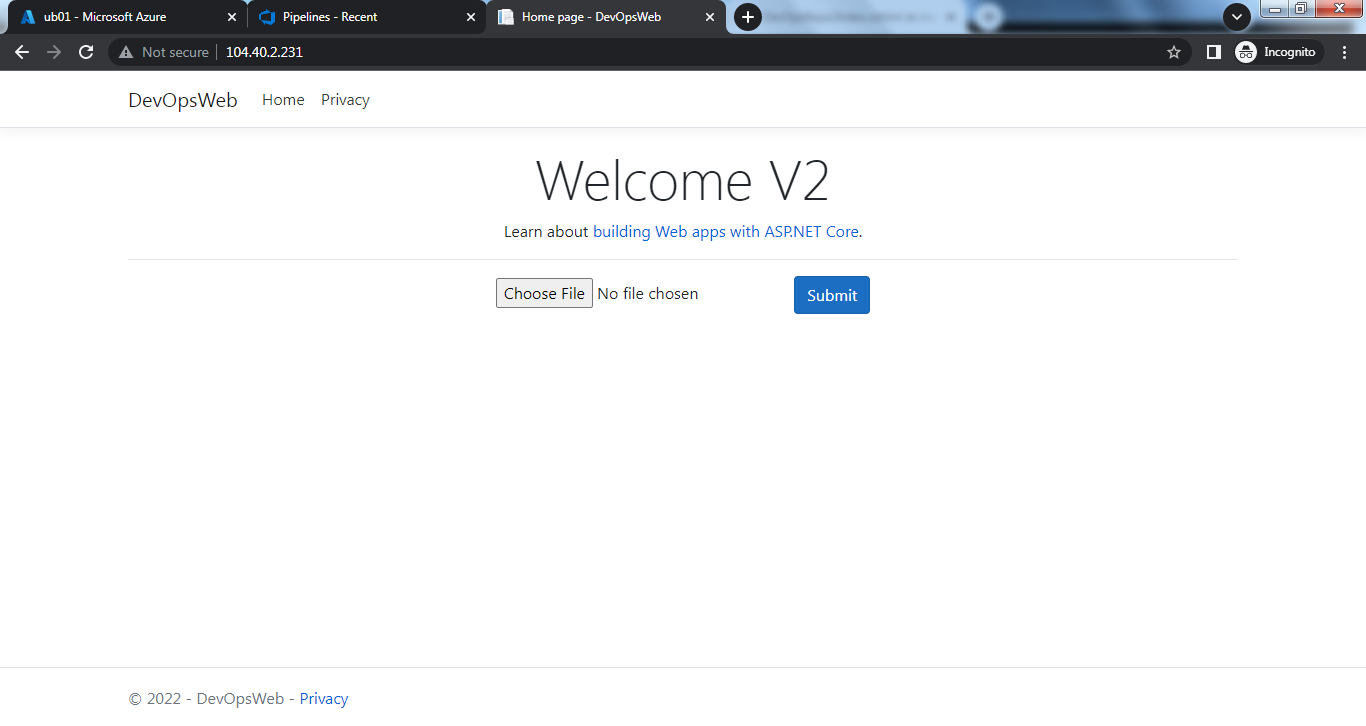 ub01 - Microsoft Azure
Pipelines - Recent
Home page - DevOpsWeb
Not secure
104.40.2.231
Incognito
DevOpsWeb Home Privacy
Welcome V2
Learn about building Web apps with ASP.NET Core.
Choose File No file chosen Submit
© 2022 - DevOpsWeb - Privacy